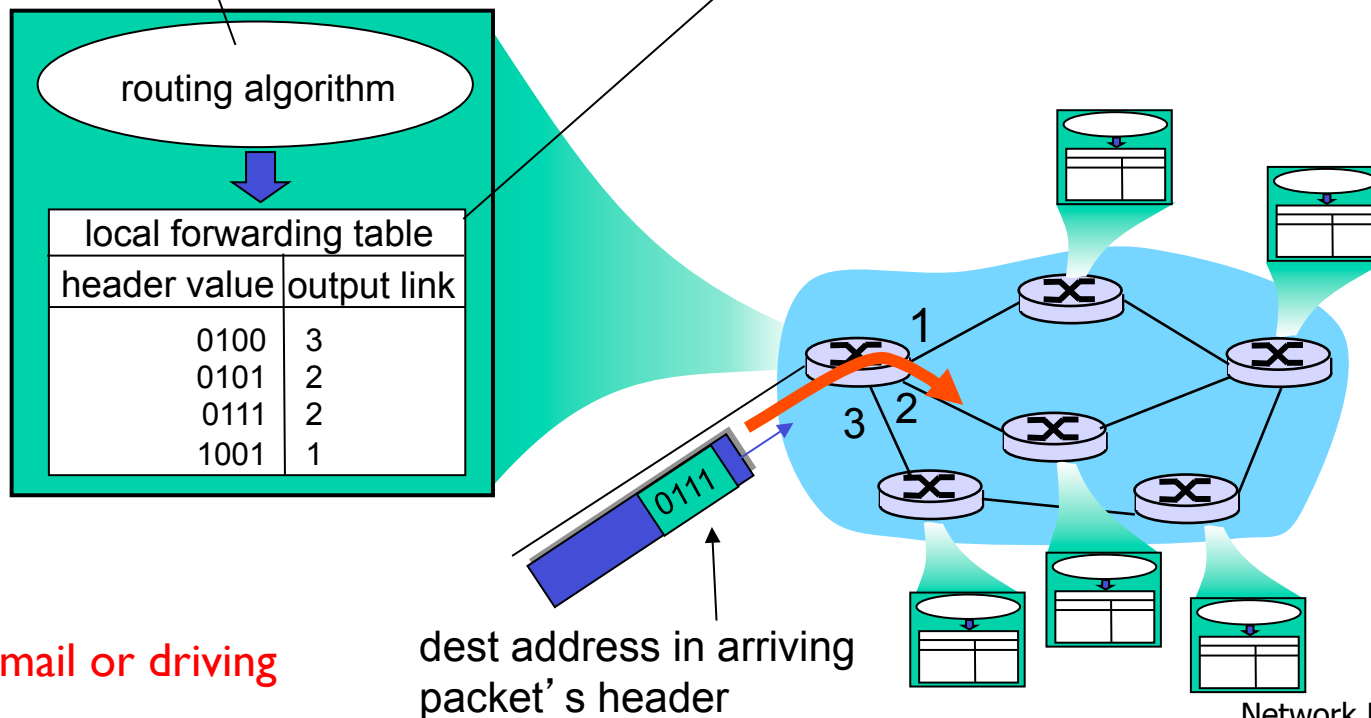 routing algorithm
local forwarding table
header value output link
0100 3
0101 2
0111 2
1001 1
1
2
3
0111
mail or driving
dest address in arriving
packet's header
Network